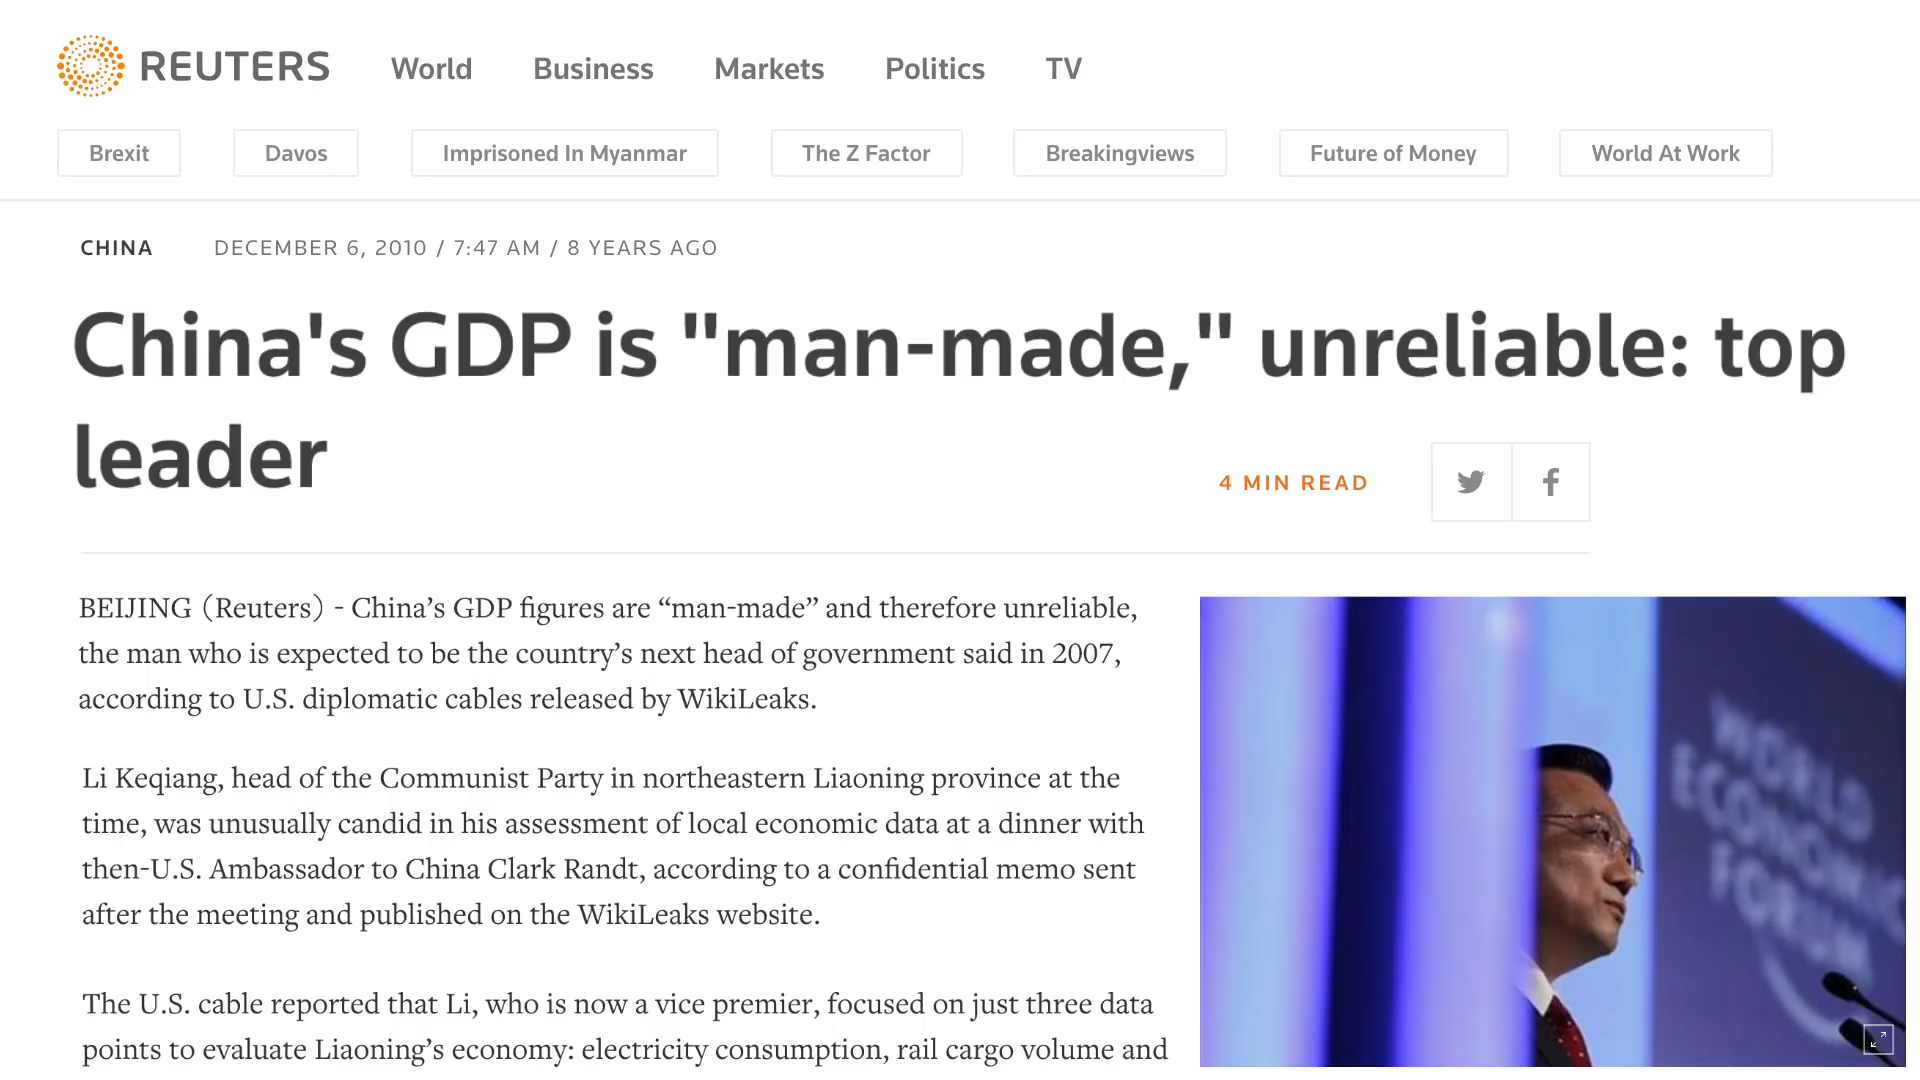 REUTERS World Business Markets Politics TV
Brexit Davos Imprisoned In Myanmar The Z Factor Breakingviews Future of Money World At Work
CHINA DECEMBER 6, 2010 / 7:47 AM / 8 YEARS AGO
China's GDP is "man-made," unreliable: top
leader
4 MIN READ
BEIJING (Reuters) - China’s GDP figures are “man-made” and therefore unreliable,
the man who is expected to be the country’s next head of government said in 2007,
according to U.S. diplomatic cables released by WikiLeaks.
Li Keqiang, head of the Communist Party in northeastern Liaoning province at the
time, was unusually candid in his assessment of local economic data at a dinner with
then-U.S. Ambassador to China Clark Randt, according to a confidential memo sent
after the meeting and published on the WikiLeaks website.
The U.S. cable reported that Li, who is now a vice premier, focused on just three data
points to evaluate Liaoning’s economy: electricity consumption, rail cargo volume and
WORLD
ECONOMIC
FORUM